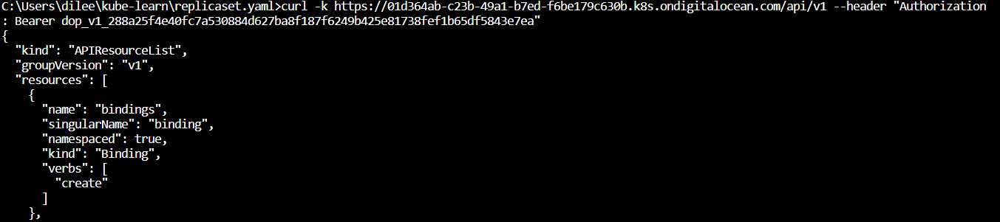 C:\Users\dilee\kube-learn\replicaset.yaml>curl -k https://01d364ab-c23b-49a1-b7ed-f6be179c630b.k8s.ondigitalocean.com/api/v1 --header "Authorization
: Bearer dop_v1_288a25f4e40fc7a530884d627ba8f187f6249b425e81738fef1b65df5843e7ea"
{
  "kind": "APIResourceList",
  "groupVersion": "v1",
  "resources": [
    {
      "name": "bindings",
      "singularName": "binding",
      "namespaced": true,
      "kind": "Binding",
      "verbs": [
        "create"
      ]
    },